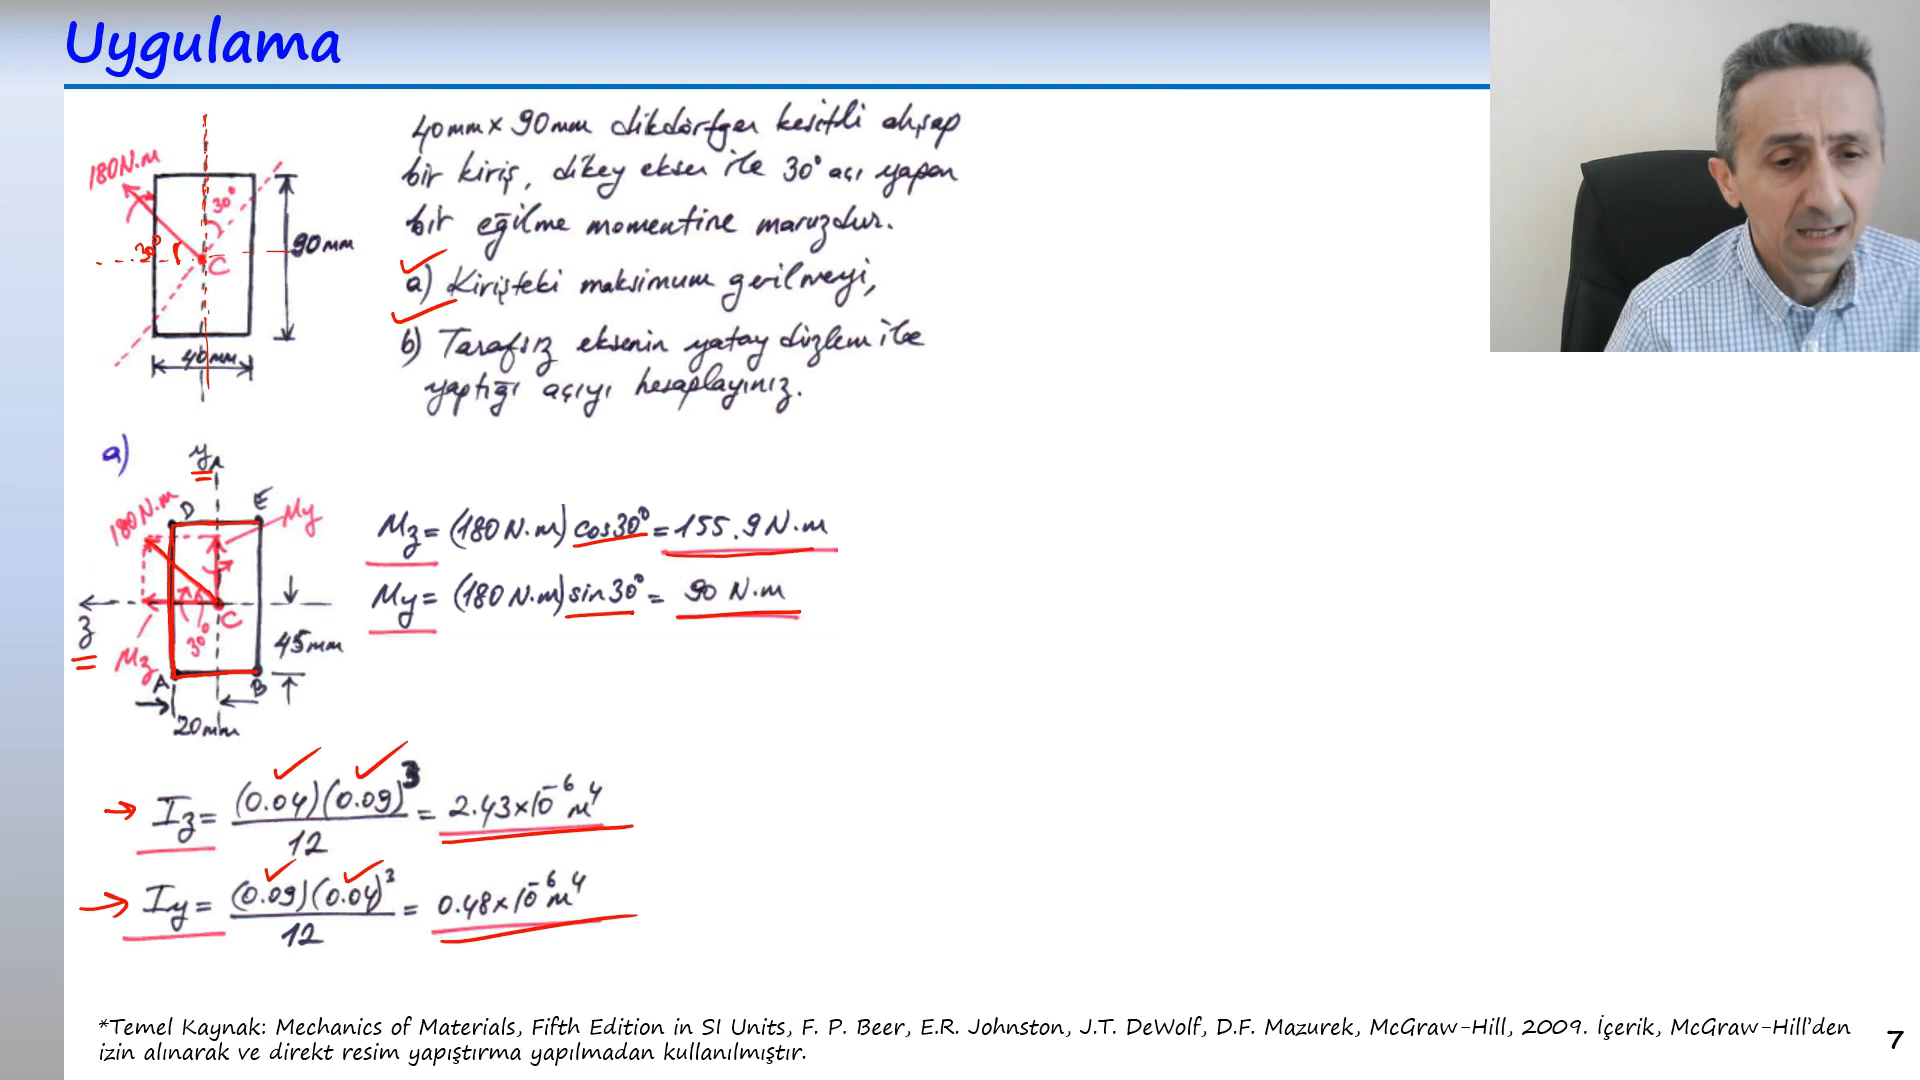 Uygulama
40mm x 90mm dikdörtgen kesitli ahşap
bir kiriş, dikey eksen ile 30° açı yapan
bir eğilme momentine maruzdur.
a) Kirişteki maksimum gerilmeyi,
b) Tarafsız eksenin yatay düzlem ile
yaptığı açıyı hesaplayınız.
180 N.m
30°
30°
C
90mm
40mm
a)
y
180 N.m
D
E
My
z
Mz
30°
C
45mm
A
B
20mm
Mz = (180 N.m) cos30° = 155.9 N.m
My = (180 N.m) sin30° = 90 N.m
Iz = (0.04)(0.09)³ / 12 = 2.43x10⁻⁶ m⁴
Iy = (0.09)(0.04)³ / 12 = 0.48x10⁻⁶ m⁴
*Temel Kaynak: Mechanics of Materials, Fifth Edition in SI Units, F. P. Beer, E.R. Johnston, J.T. DeWolf, D.F. Mazurek, McGraw-Hill, 2009. İçerik, McGraw-Hill'den
izin alınarak ve direkt resim yapıştırma yapılmadan kullanılmıştır.
7